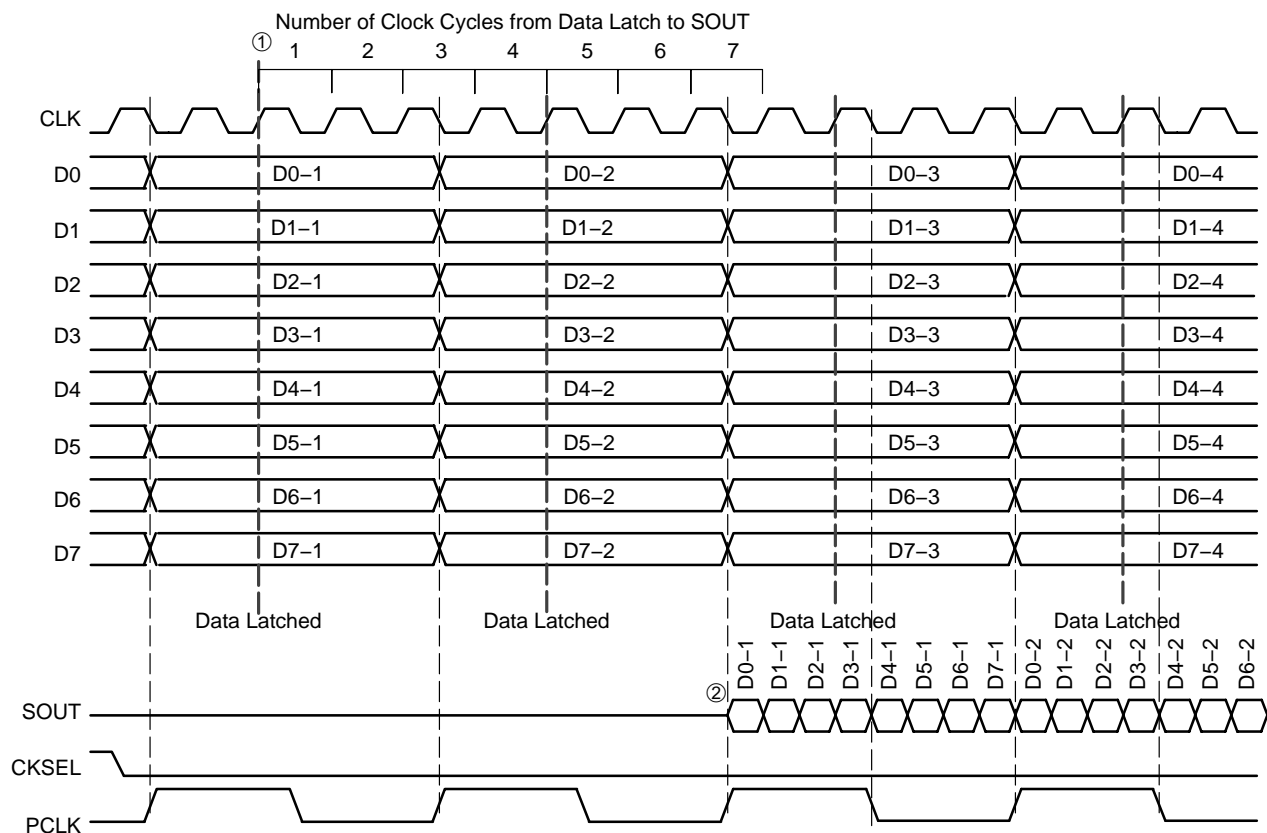 Number of Clock Cycles from Data Latch to SOUT
① 1 2 3 4 5 6 7
CLK
D0 D0–1 D0–2 D0–3 D0–4
D1 D1–1 D1–2 D1–3 D1–4
D2 D2–1 D2–2 D2–3 D2–4
D3 D3–1 D3–2 D3–3 D3–4
D4 D4–1 D4–2 D4–3 D4–4
D5 D5–1 D5–2 D5–3 D5–4
D6 D6–1 D6–2 D6–3 D6–4
D7 D7–1 D7–2 D7–3 D7–4
Data Latched Data Latched Data Latched Data Latched
D0–1 D1–1 D2–1 D3–1 D4–1 D5–1 D6–1 D7–1 D0–2 D1–2 D2–2 D3–2 D4–2 D5–2 D6–2
②
SOUT
CKSEL
PCLK